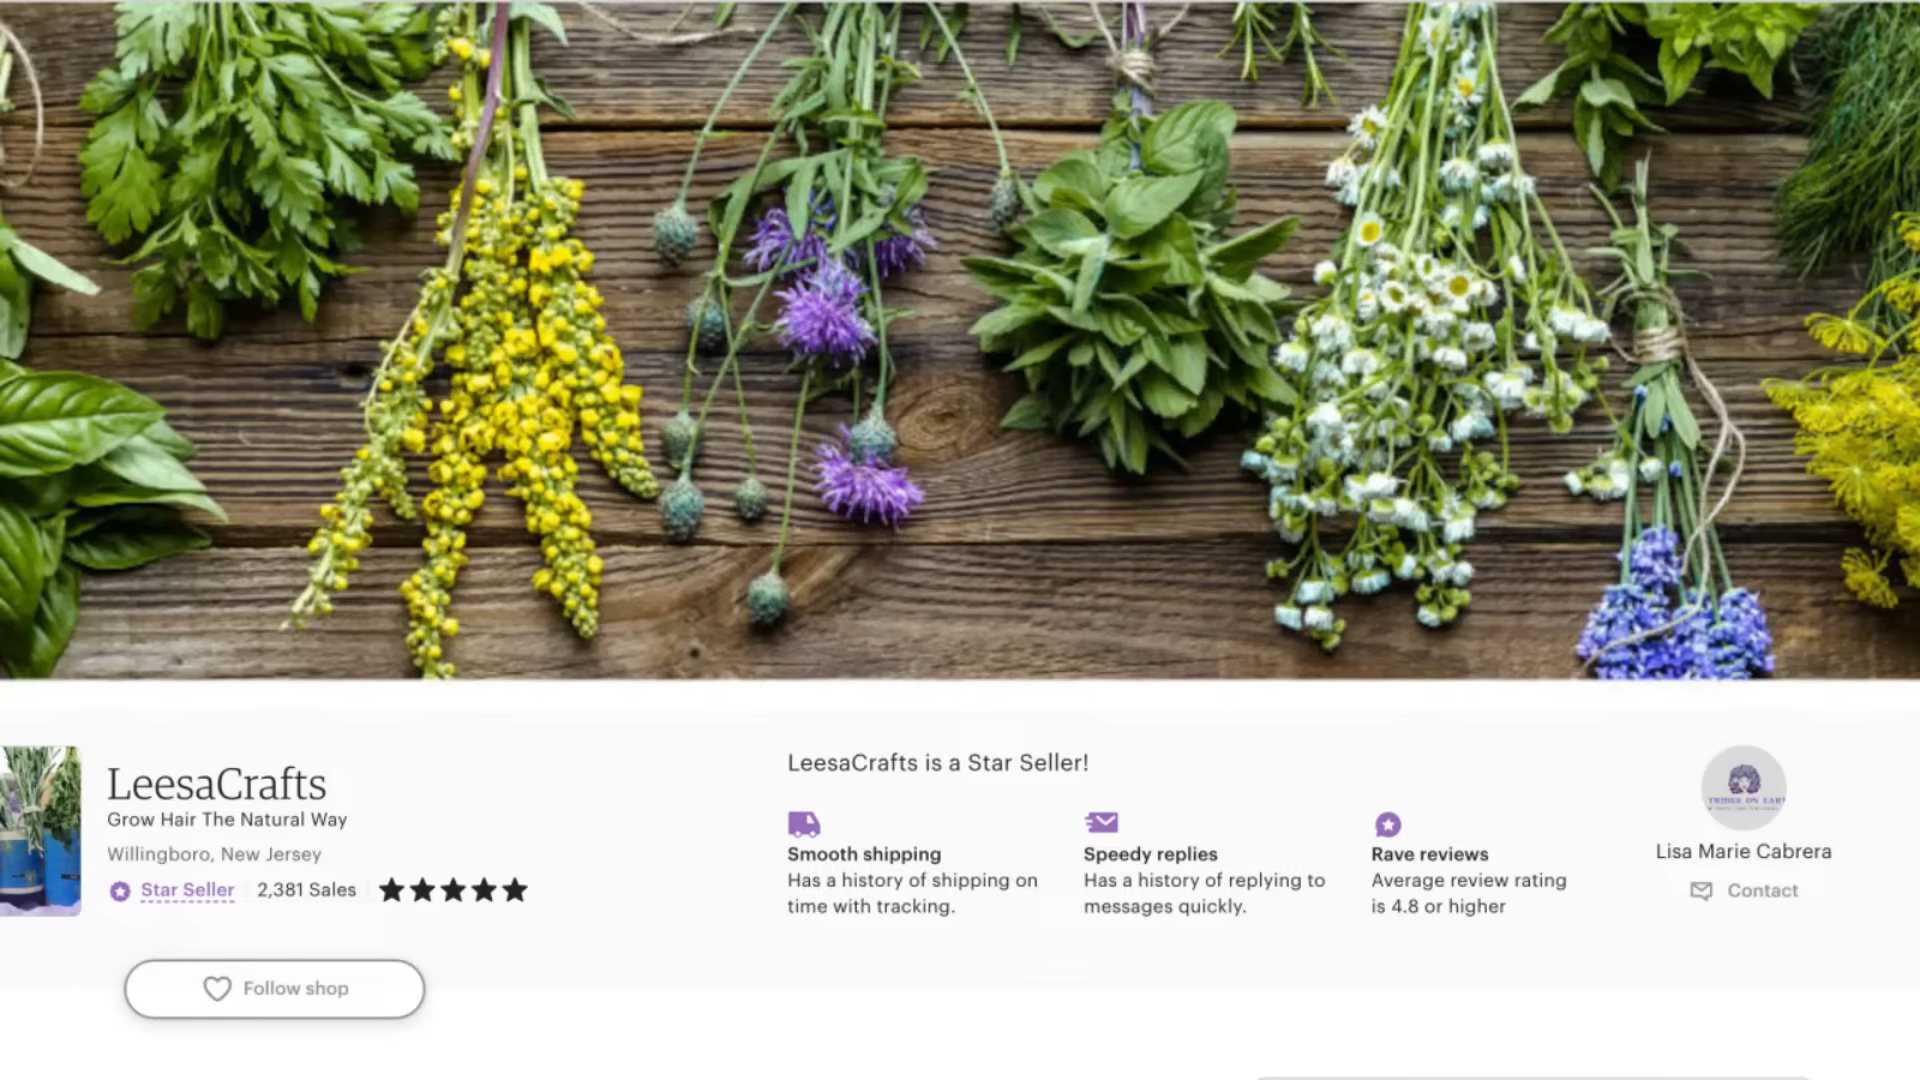 LeesaCrafts
Grow Hair The Natural Way
Willingboro, New Jersey
Star Seller 2,381 Sales
Follow shop
LeesaCrafts is a Star Seller!
Smooth shipping
Has a history of shipping on
time with tracking.
Speedy replies
Has a history of replying to
messages quickly.
Rave reviews
Average review rating
is 4.8 or higher
Lisa Marie Cabrera
Contact